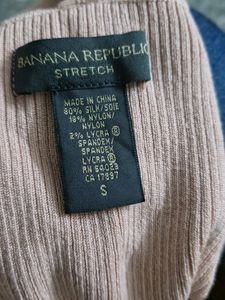 BANANA REPUBLIC
STRETCH
MADE IN CHINA
80% SILK/SOIE
18% NYLON/
NYLON
2% LYCRA ®
SPANDEX/
SPANDEX
LYCRA ®
RN 54023
CA 17897
S